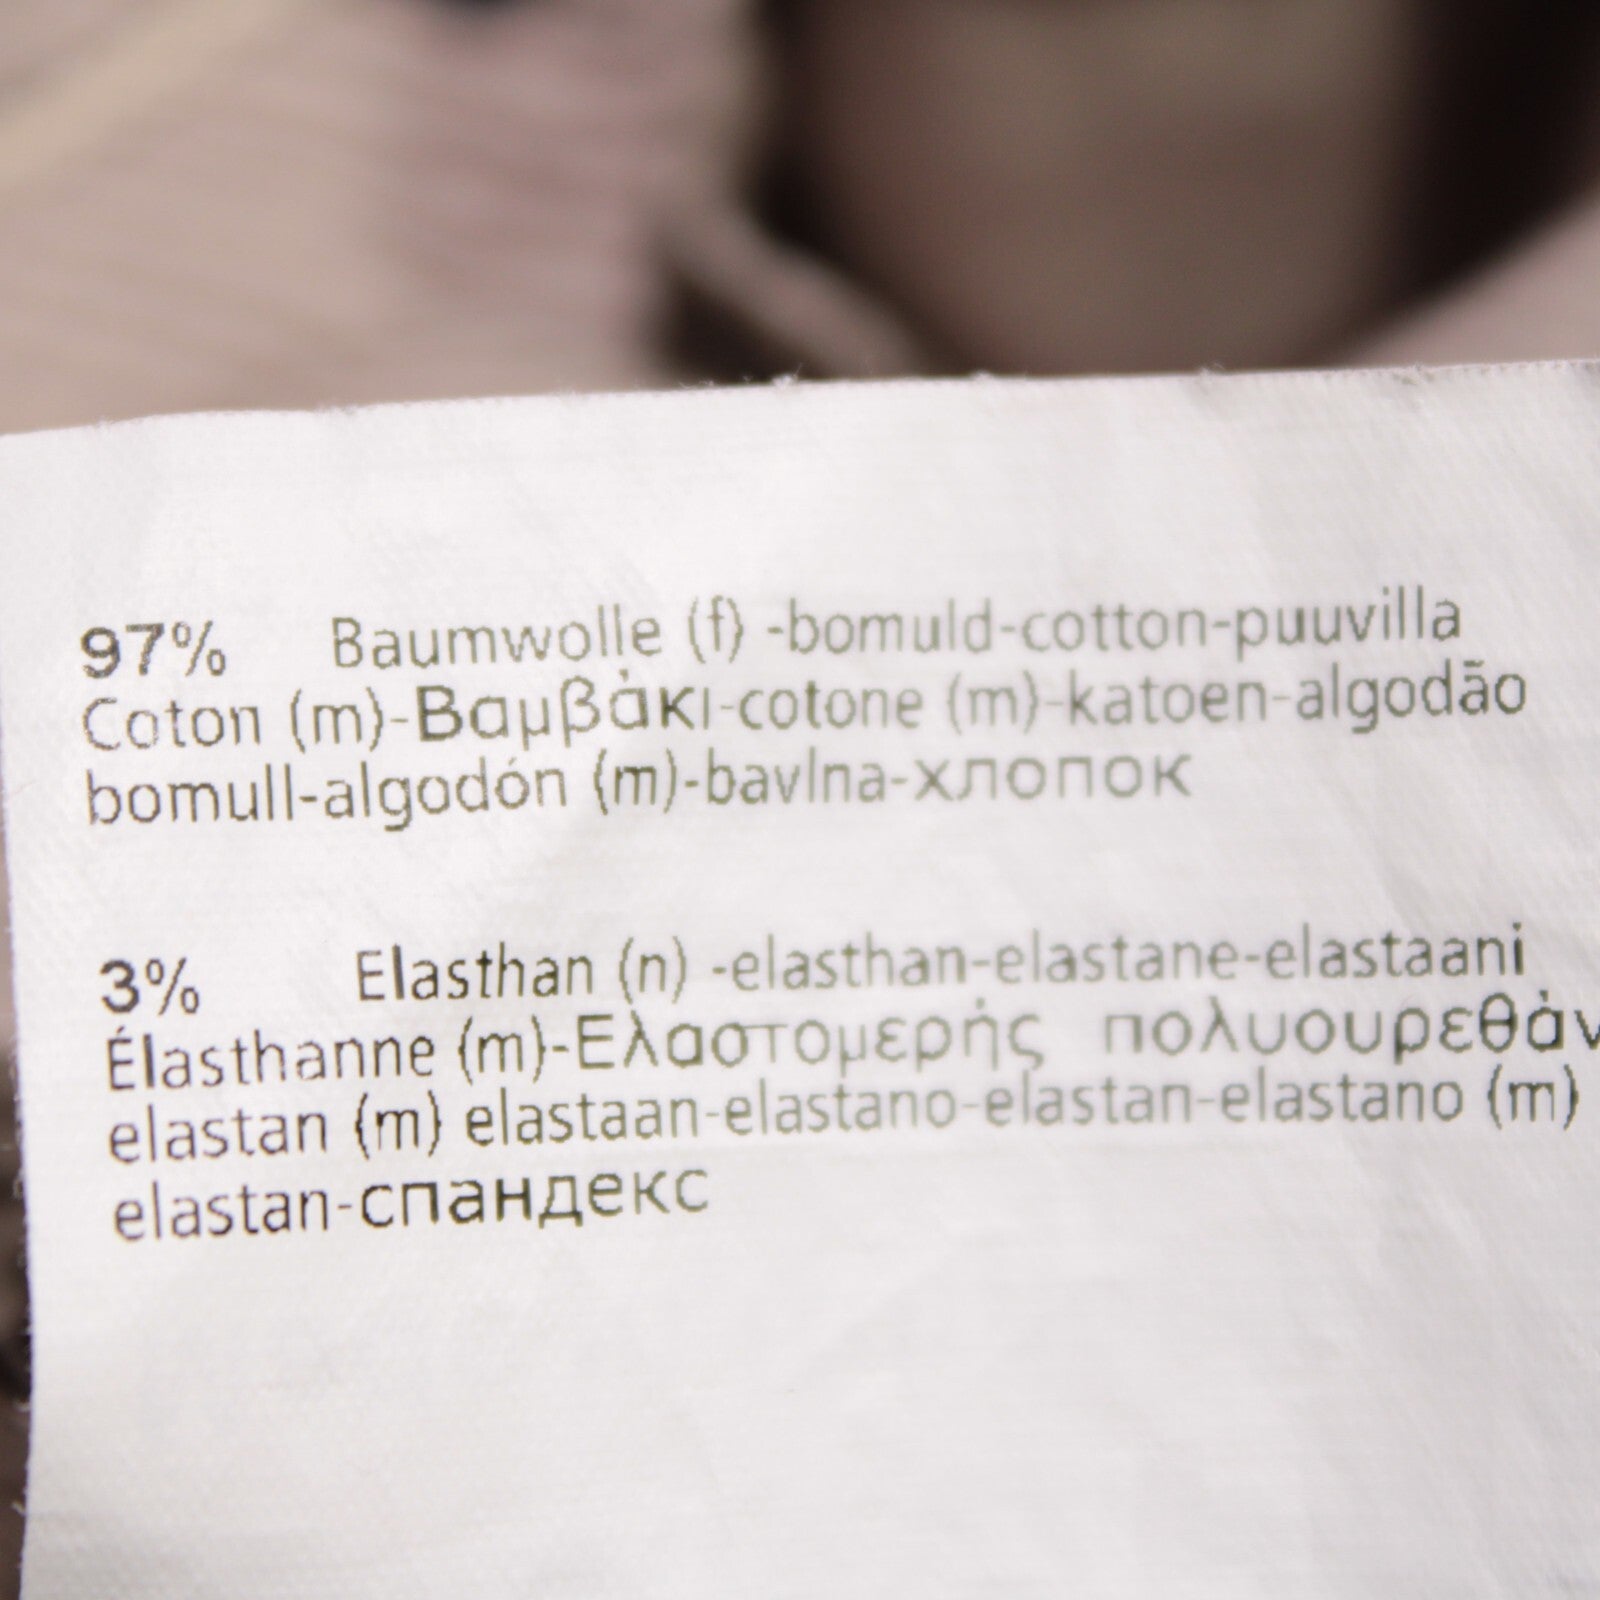 97% Baumwolle (f) -bomuld-cotton-puuvilla
Coton (m)-Βαμβάκι-cotone (m)-katoen-algodão
bomull-algodón (m)-bavlna-хлопок
3% Elasthan (n) -elasthan-elastane-elastaani
Élasthanne (m)-Ελαστομερής πολυουρεθάν
elastan (m) elastaan-elastano-elastan-elastano (m)
elastan-спандекс